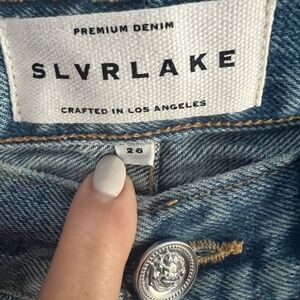 PREMIUM DENIM
SLVRLAKE
CRAFTED IN LOS ANGELES
26